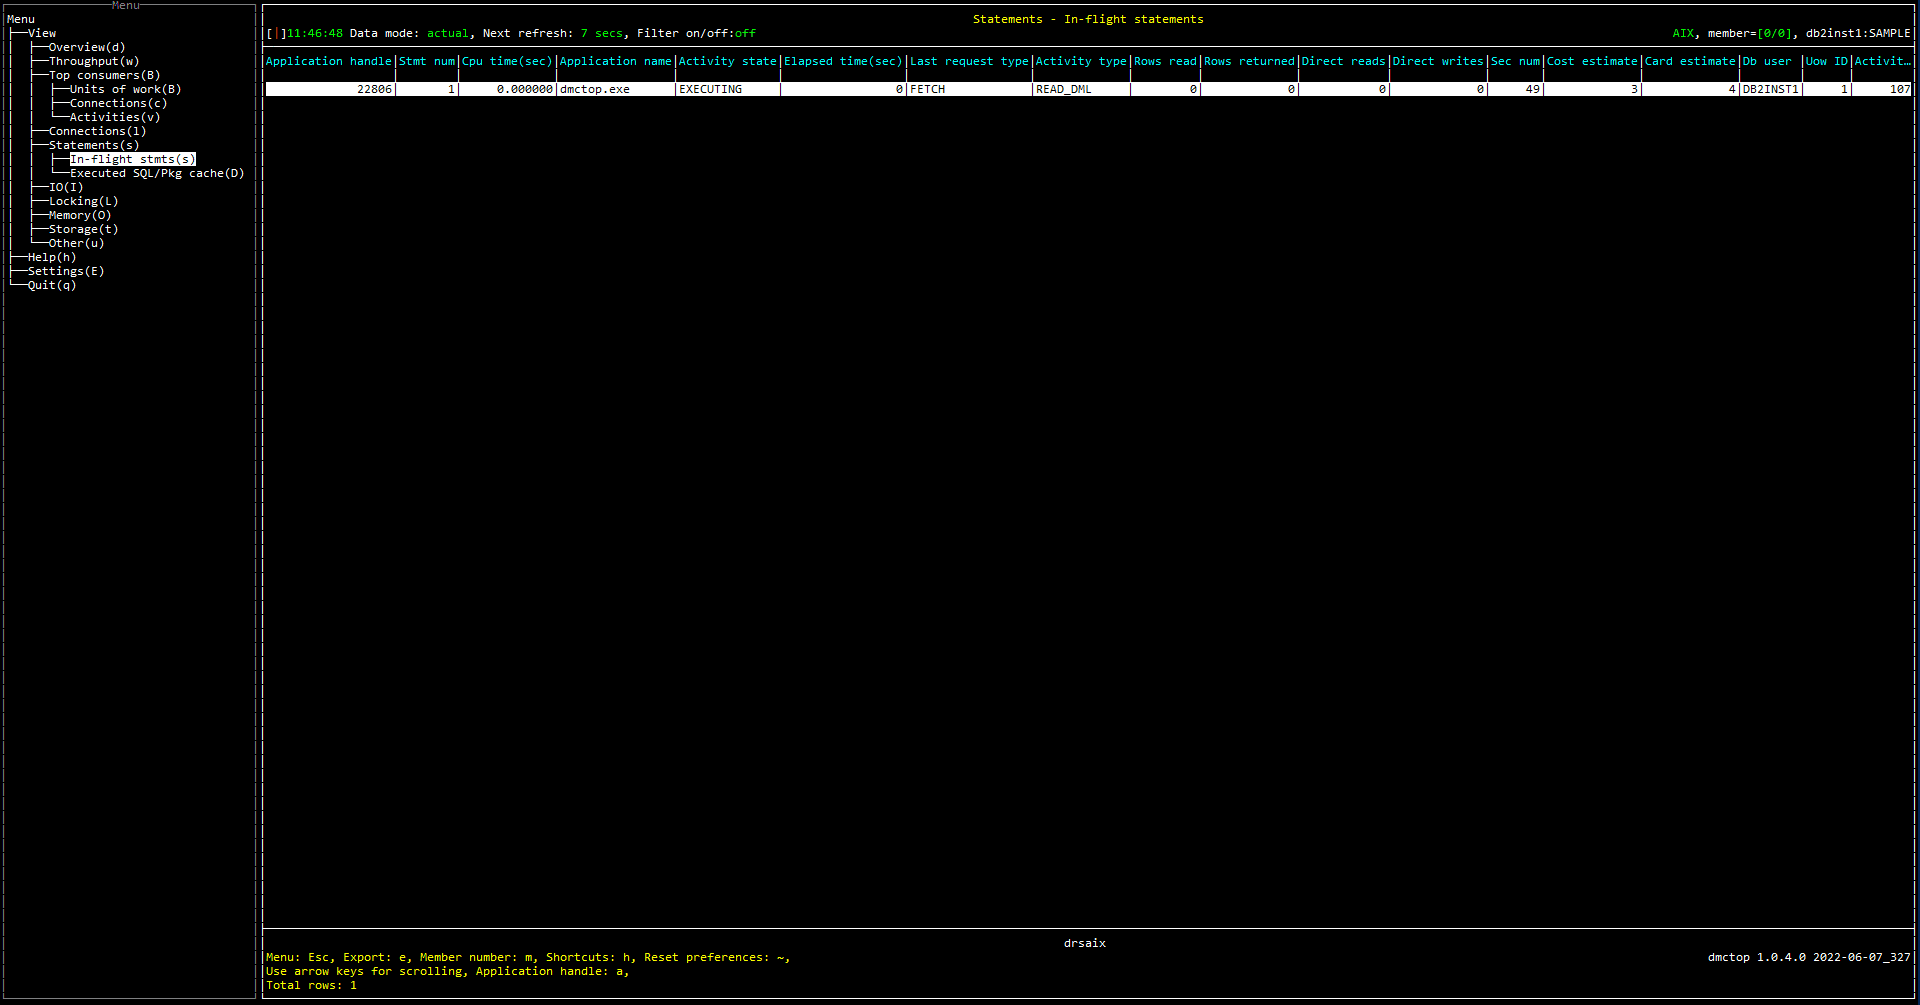 Menu
Menu
View
Overview(d)
Throughput(w)
Top consumers(B)
Units of work(B)
Connections(c)
Activities(v)
Connections(l)
Statements(s)
In-flight stmts(s)
Executed SQL/Pkg cache(D)
IO(I)
Locking(L)
Memory(O)
Storage(t)
Other(u)
Help(h)
Settings(E)
Quit(q)
Statements - In-flight statements
[|]11:46:48 Data mode: actual, Next refresh: 7 secs, Filter on/off:off AIX, member=[0/0], db2inst1:SAMPLE
Application handle|Stmt num|Cpu time(sec)|Application name|Activity state|Elapsed time(sec)|Last request type|Activity type|Rows read|Rows returned|Direct reads|Direct writes|Sec num|Cost estimate|Card estimate|Db user |Uow ID|Activit…
22806| 1| 0.000000|dmctop.exe |EXECUTING | 0|FETCH |READ_DML | 0| 0| 0| 0| 49| 3| 4|DB2INST1| 1| 107
drsaix
Menu: Esc, Export: e, Member number: m, Shortcuts: h, Reset preferences: ~, dmctop 1.0.4.0 2022-06-07_327
Use arrow keys for scrolling, Application handle: a,
Total rows: 1